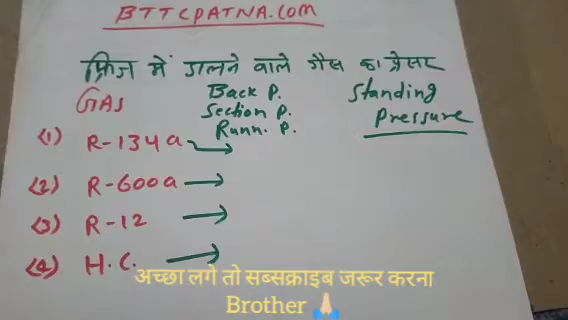 BTTCPATNA.COM
फ्रिज में डालने वाले गैस का प्रेसर
GAS Back P. Standing
Section P. Pressure
Runn. P.
(1) R-134a
(2) R-600a
(3) R-12
(4) H.C.
अच्छा लगे तो सब्सक्राइब जरूर करना
Brother 🙏🏻